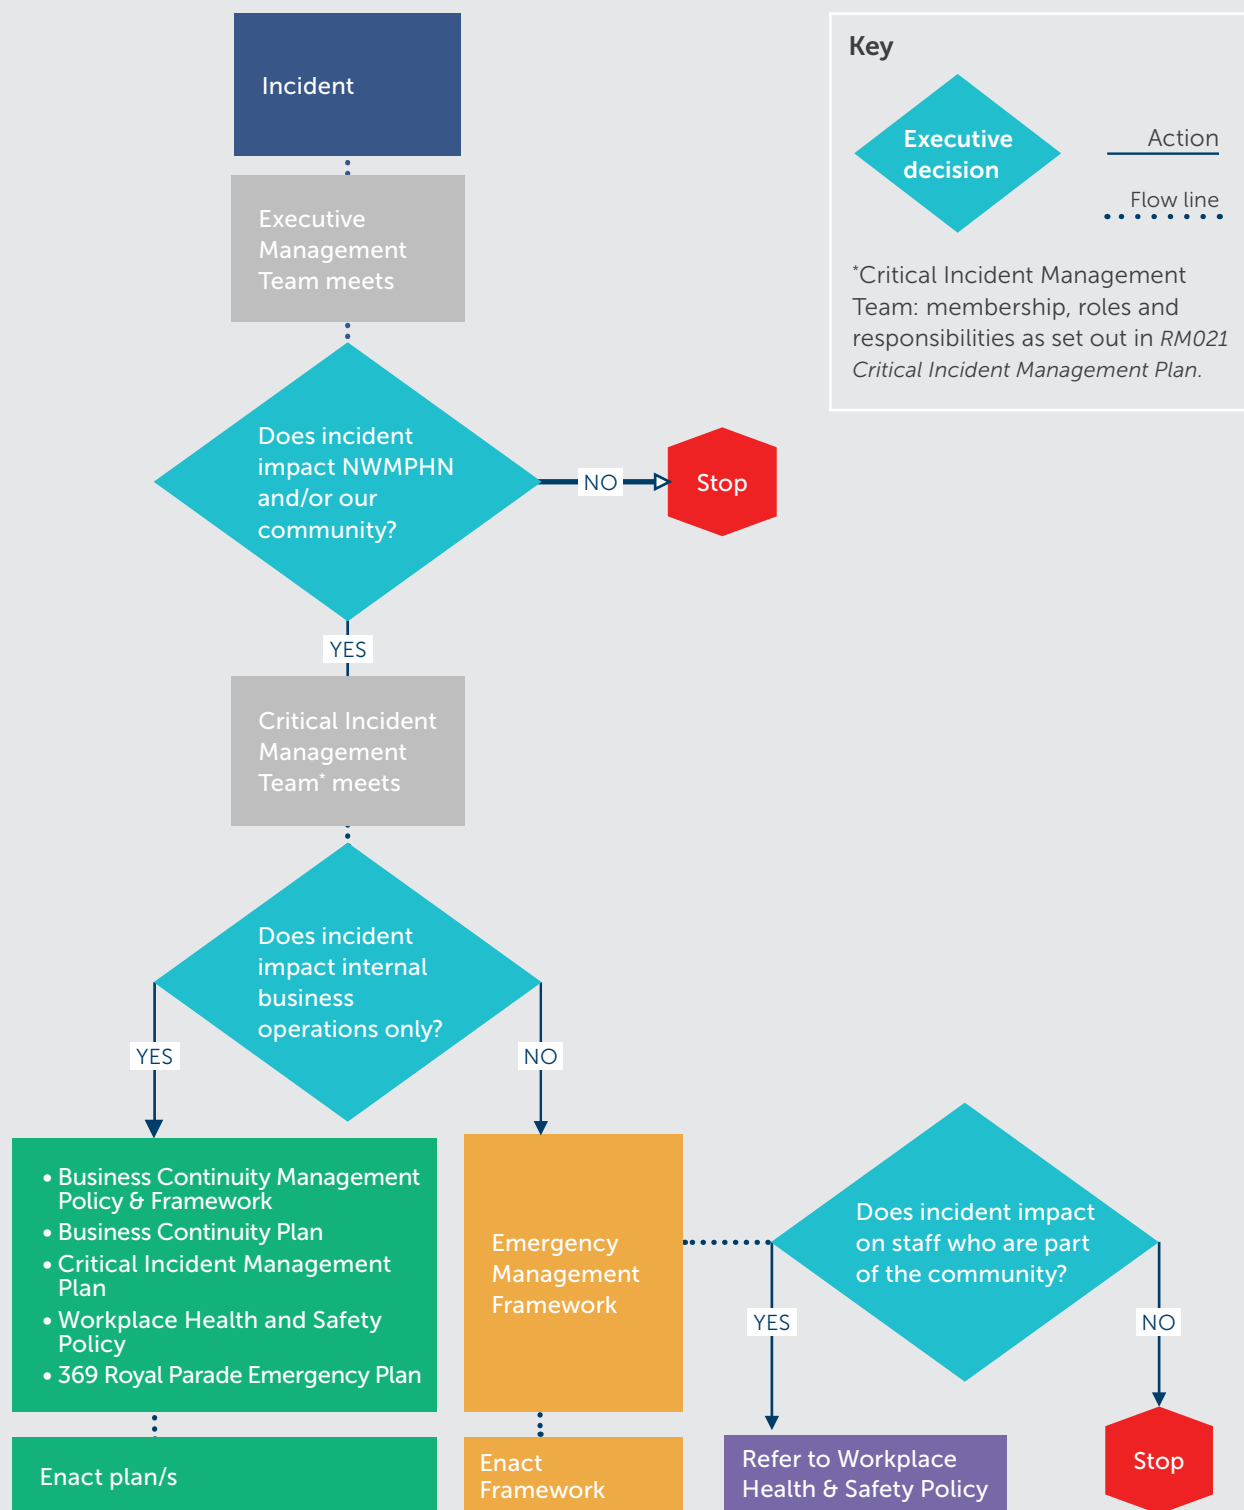 Incident
Executive
Management
Team meets
Does incident
impact NWMPHN
and/or our
community?
NO
Stop
YES
Critical Incident
Management
Team* meets
Does incident
impact internal
business
operations only?
YES
NO
• Business Continuity Management
Policy & Framework
• Business Continuity Plan
• Critical Incident Management
Plan
• Workplace Health and Safety
Policy
• 369 Royal Parade Emergency Plan
Enact plan/s
Emergency
Management
Framework
Enact
Framework
Does incident impact
on staff who are part
of the community?
YES
NO
Refer to Workplace
Health & Safety Policy
Stop
Key
Executive
decision
Action
Flow line
*Critical Incident Management
Team: membership, roles and
responsibilities as set out in RM021
Critical Incident Management Plan.